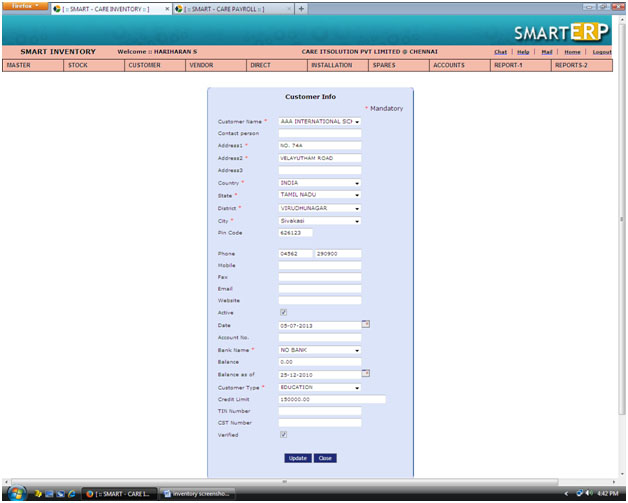 firefox
[ :: SMART - CARE INVENTORY :: ] [ :: SMART - CARE PAYROLL :: ] +
SMARTERP
SMART INVENTORY Welcome :: HARIHARAN S CARE ITSOLUTION PVT LIMITED @ CHENNAI Chat | Help | Mail | Home | Logout
MASTER STOCK CUSTOMER VENDOR DIRECT INSTALLATION SPARES ACCOUNTS REPORT-1 REPORTS-2
Customer Info
* Mandatory
Customer Name * AAA INTERNATIONAL SCH
Contact person
Address1 * NO. 74A
Address2 * VELAYUTHAM ROAD
Address3
Country * INDIA
State * TAMIL NADU
District * VIRUDHUNAGAR
City * Sivakasi
Pin Code 626123
Phone 04562 290900
Mobile
Fax
Email
Website
Active
Date 05-07-2013
Account No.
Bank Name * NO BANK
Balance 0.00
Balance as of 25-12-2010
Customer Type * EDUCATION
Credit Limit 150000.00
TIN Number
CST Number
Verified
Update Close
[ :: SMART - CARE I... inventory screensho... 4:42 PM